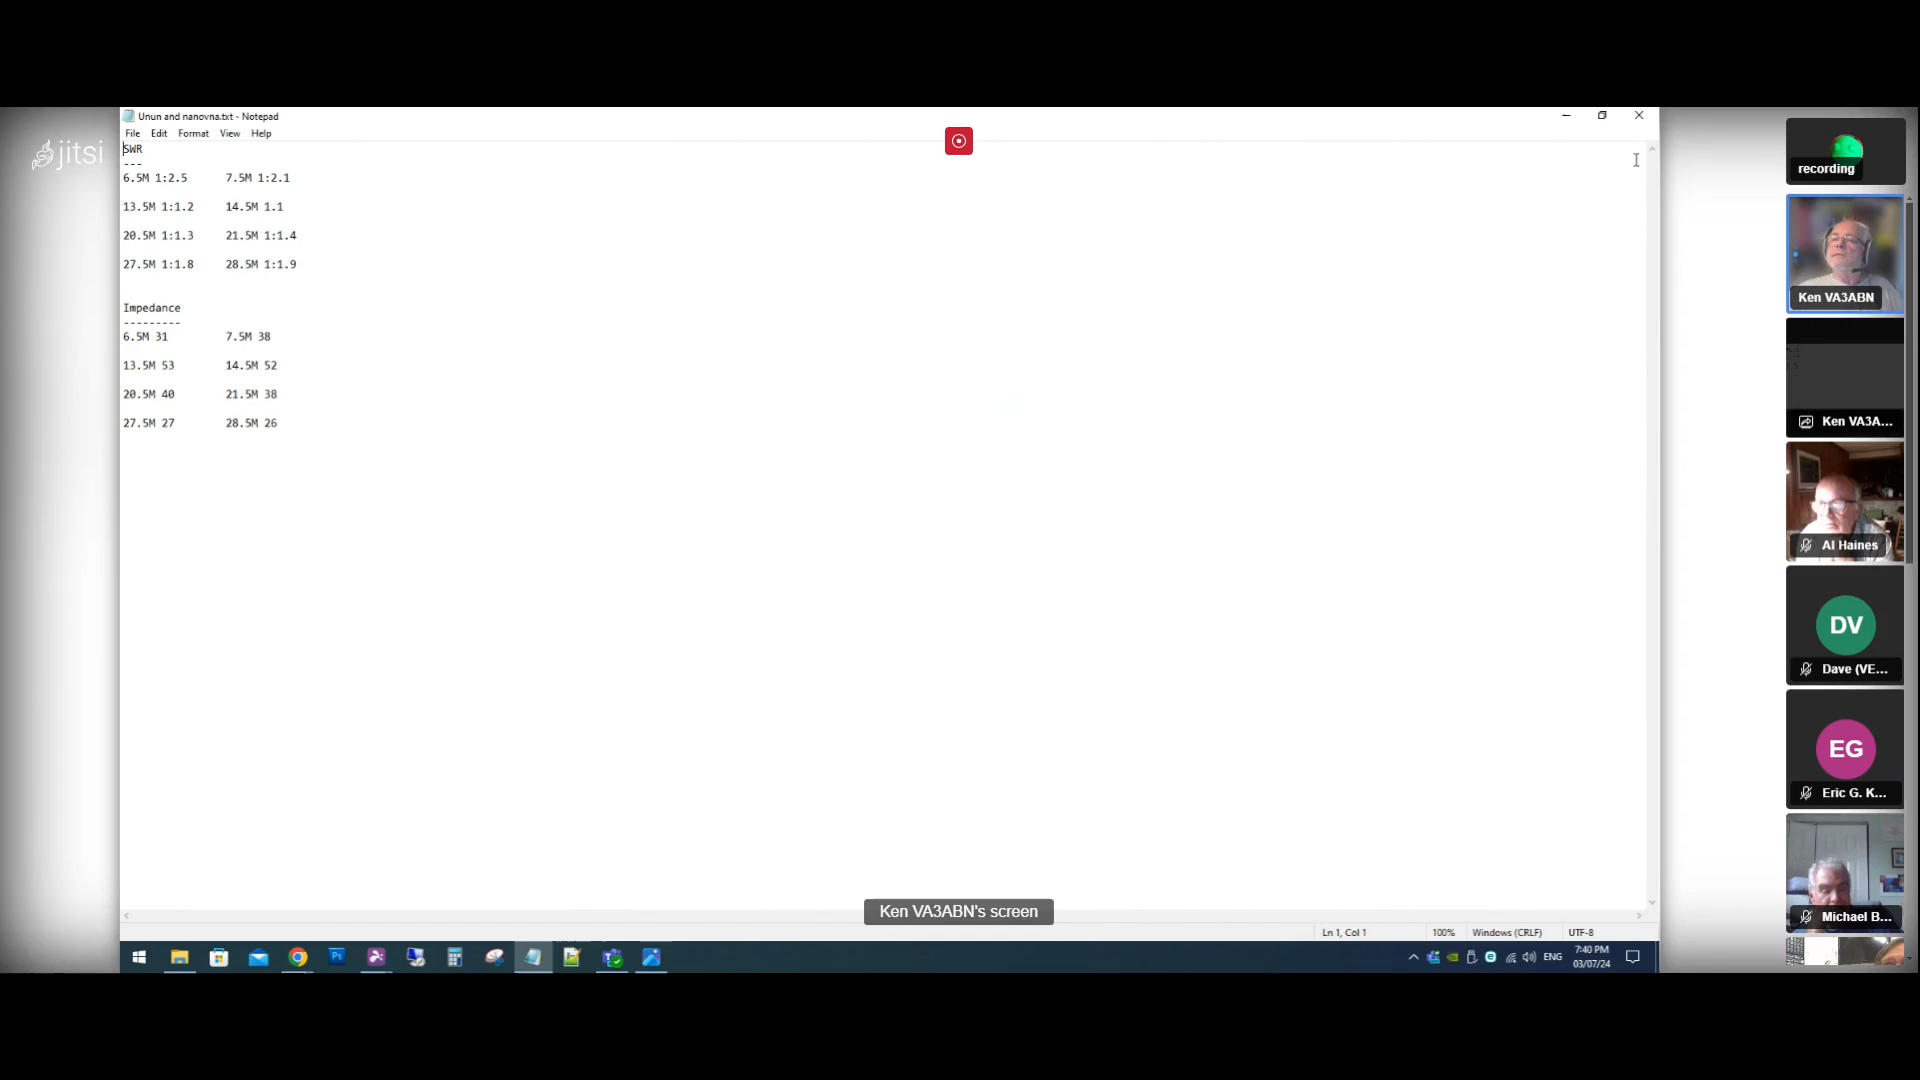 Unun and nanovna.txt - Notepad
File Edit Format View Help
jitsi
SWR
---
6.5M 1:2.5 7.5M 1:2.1
13.5M 1:1.2 14.5M 1.1
20.5M 1:1.3 21.5M 1:1.4
27.5M 1:1.8 28.5M 1:1.9
Impedance
---------
6.5M 31 7.5M 38
13.5M 53 14.5M 52
20.5M 40 21.5M 38
27.5M 27 28.5M 26
recording
Ken VA3ABN
Ken VA3A...
Al Haines
DV
Dave (VE...
EG
Eric G. K...
Michael B...
Ken VA3ABN's screen
Ln 1, Col 1 100% Windows (CRLF) UTF-8
Ps
ENG
7:40 PM
03/07/24